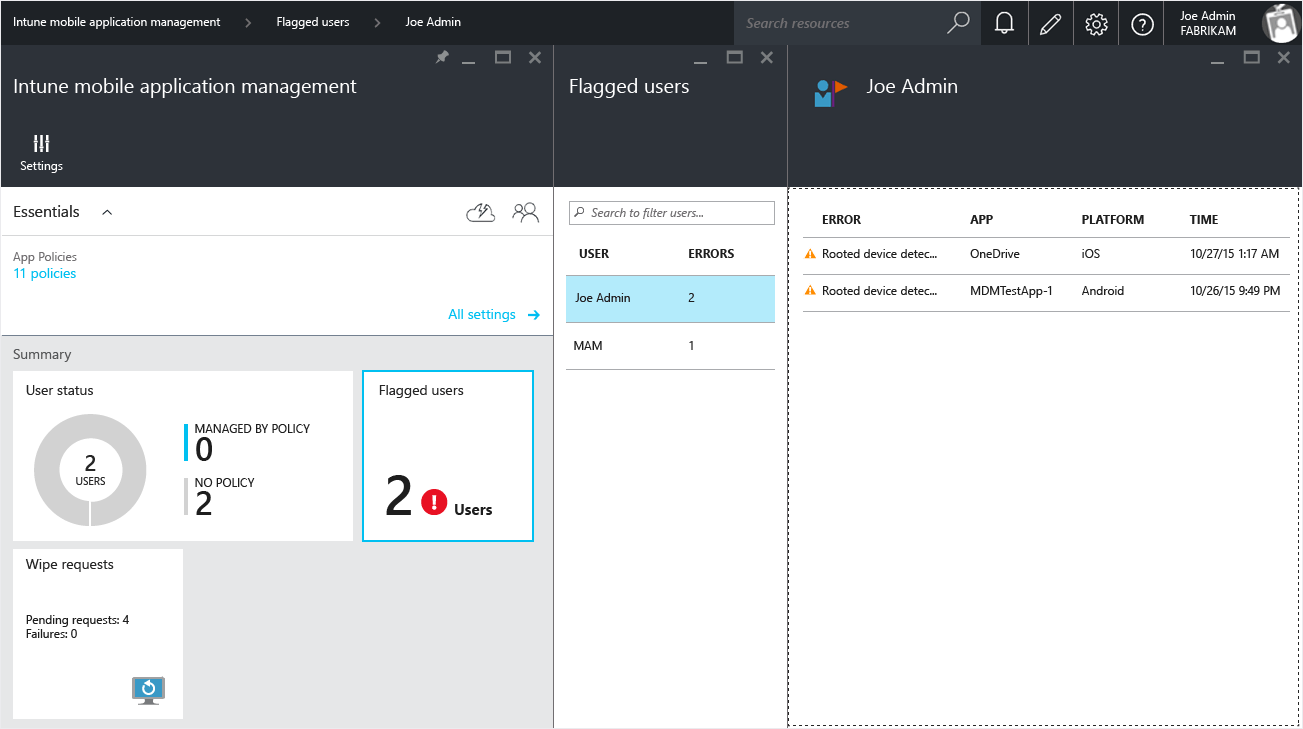 Intune mobile application management > Flagged users > Joe Admin
Search resources
Joe Admin
FABRIKAM
Intune mobile application management
Settings
Essentials
App Policies
11 policies
All settings →
Summary
User status
2
USERS
MANAGED BY POLICY
0
NO POLICY
2
Flagged users
2 ! Users
Wipe requests
Pending requests: 4
Failures: 0
Flagged users
Search to filter users...
USER ERRORS
Joe Admin 2
MAM 1
Joe Admin
ERROR APP PLATFORM TIME
Rooted device detec... OneDrive iOS 10/27/15 1:17 AM
Rooted device detec... MDMTestApp-1 Android 10/26/15 9:49 PM